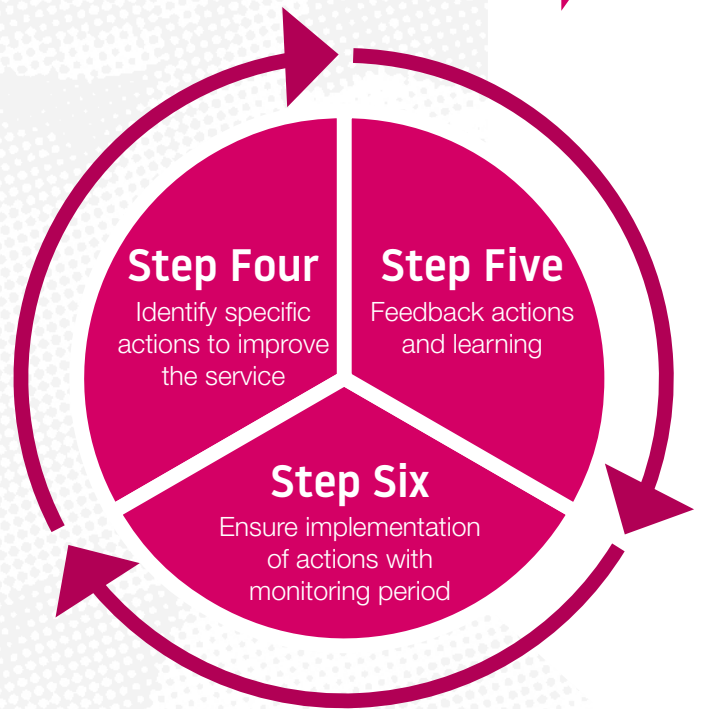 Step Four
Identify specific
actions to improve
the service
Step Five
Feedback actions
and learning
Step Six
Ensure implementation
of actions with
monitoring period